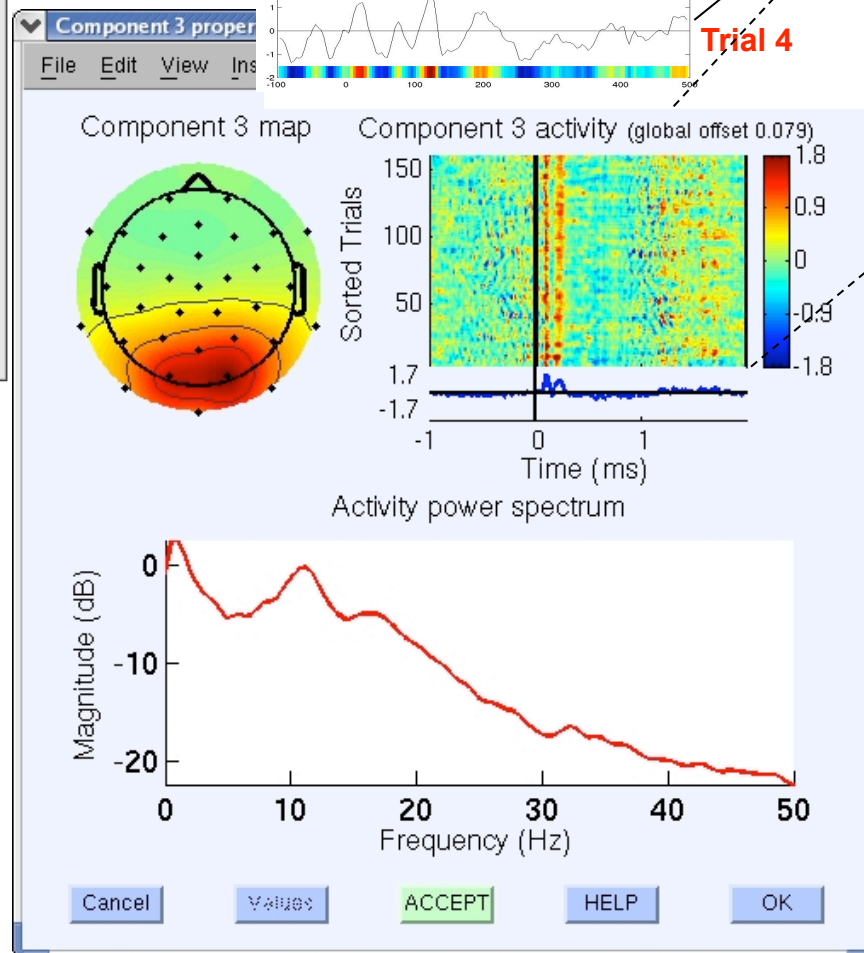 Component 3 proper
1
0
-1
-2
-100 0 100 200 300 400 500
Trial 4
File Edit View Ins
Component 3 map
Component 3 activity (global offset 0.079)
Sorted Trials
150
100
50
1.8
0.9
0
-0.9
-1.8
1.7
-1.7
-1 0 1
Time (ms)
Activity power spectrum
Magnitude (dB)
0
-10
-20
0 10 20 30 40 50
Frequency (Hz)
Cancel Values ACCEPT HELP OK